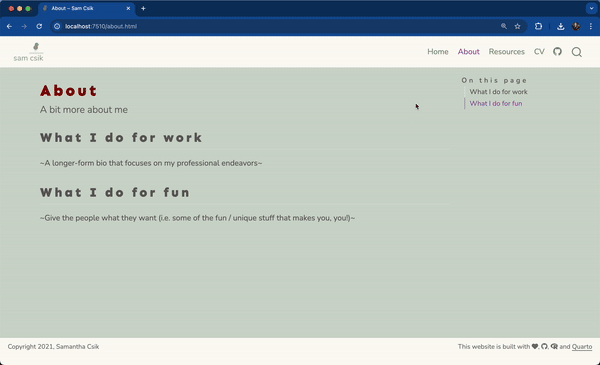 About – Sam Csik
localhost:7510/about.html
sam csik
Home About Resources CV
About
A bit more about me
What I do for work
~A longer-form bio that focuses on my professional endeavors~
What I do for fun
~Give the people what they want (i.e. some of the fun / unique stuff that makes you, you!)~
On this page
What I do for work
What I do for fun
Copyright 2021, Samantha Csik
This website is built with , , and Quarto